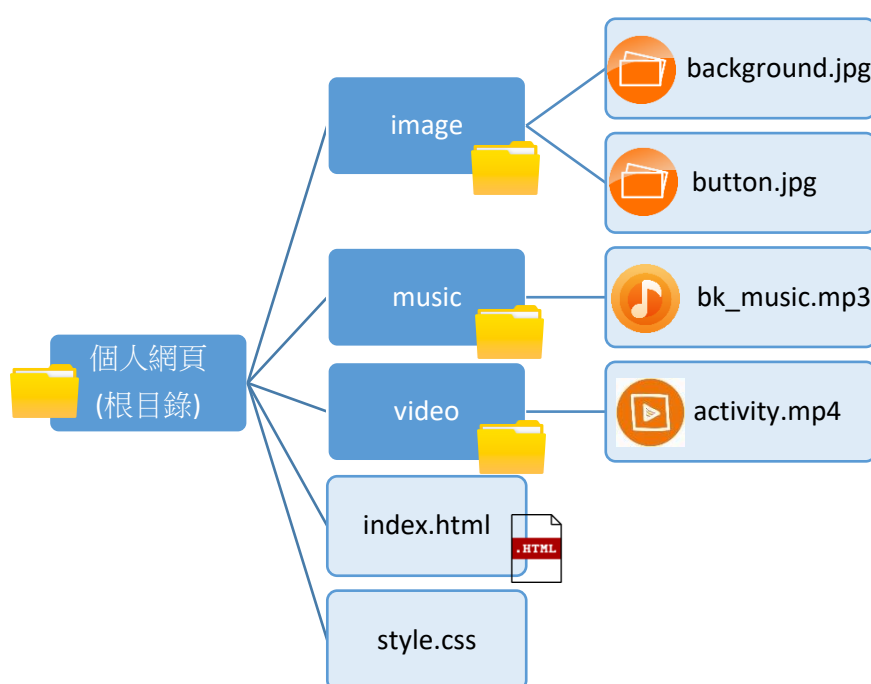 個人網頁
(根目錄)
image
background.jpg
button.jpg
music
bk_music.mp3
video
activity.mp4
index.html
.HTML
style.css